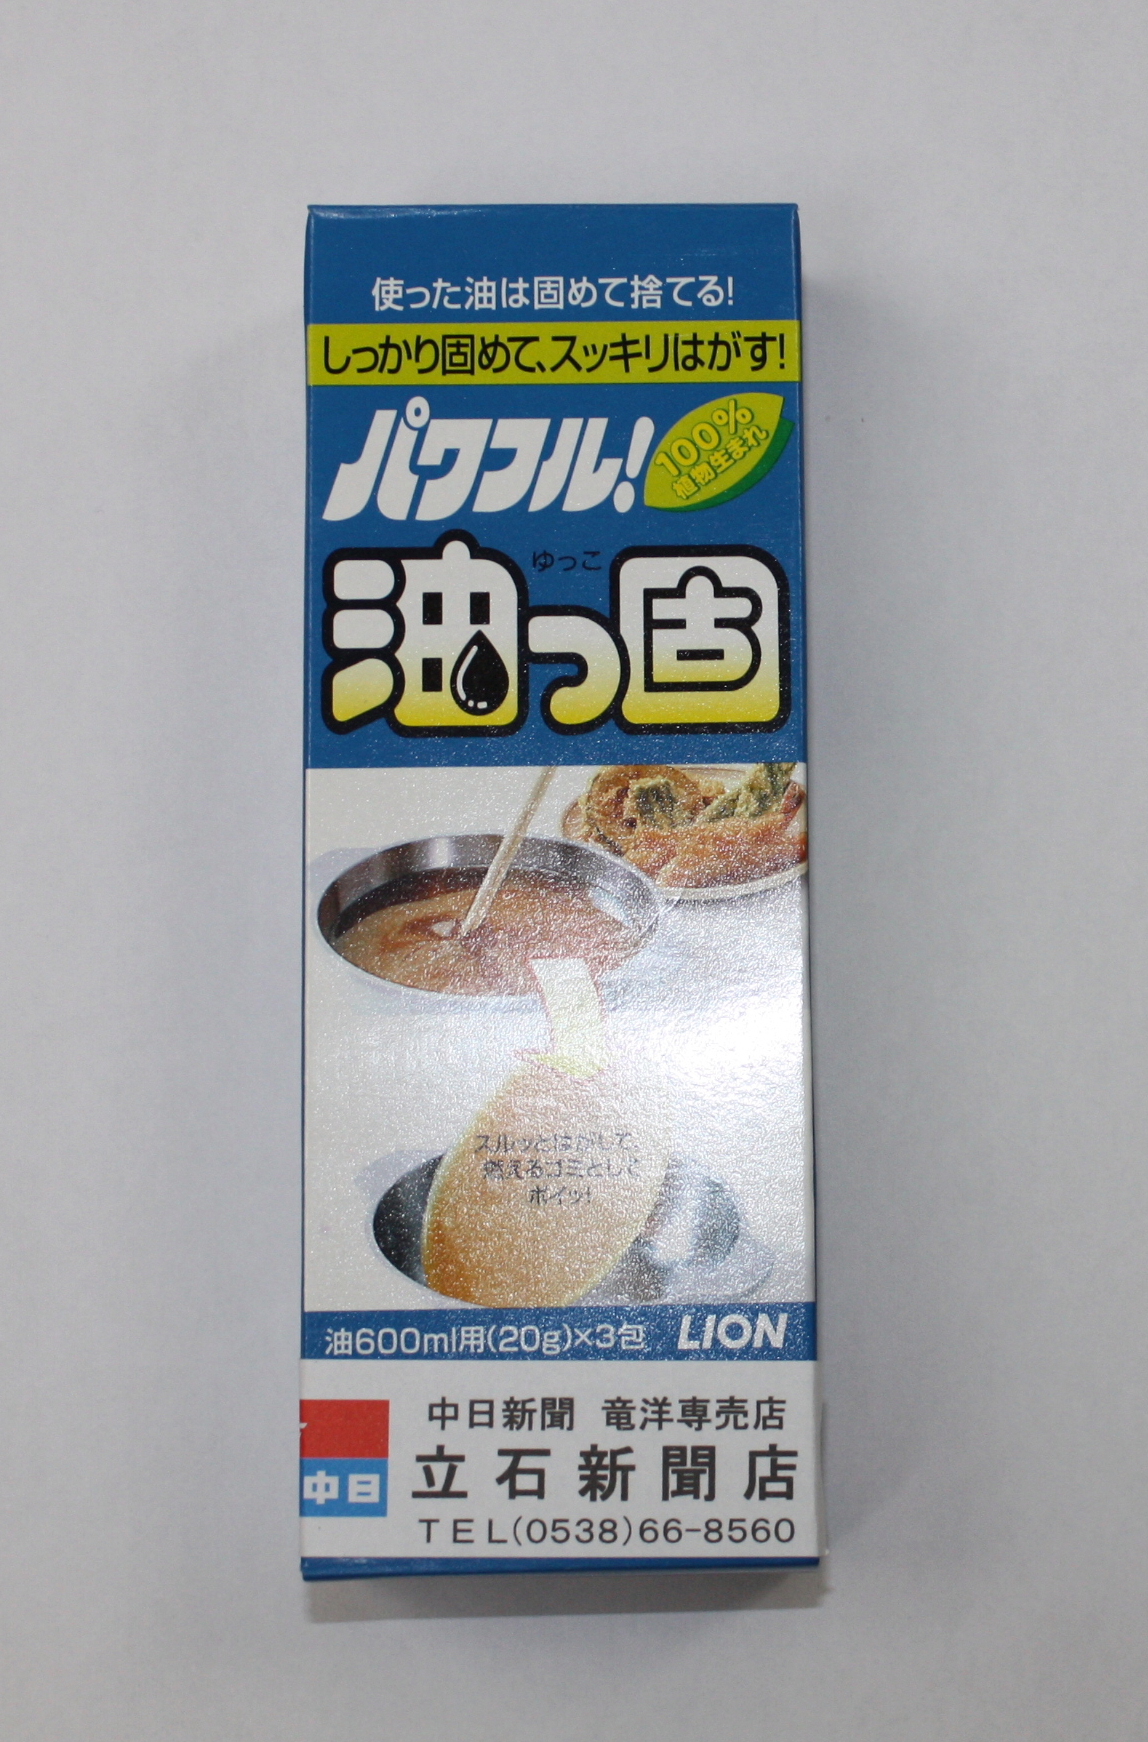 使った油は固めて捨てる!
しっかり固めて、スッキリはがす!
パワフル!
100%
植物生まれ
ゆっこ
油っ固
スルッとはがして、
燃えるゴミとして
ポイッ!
油600ml用(20g)×3包
LION
中日
中日新聞 竜洋専売店
立石新聞店
TEL(0538)66-8560